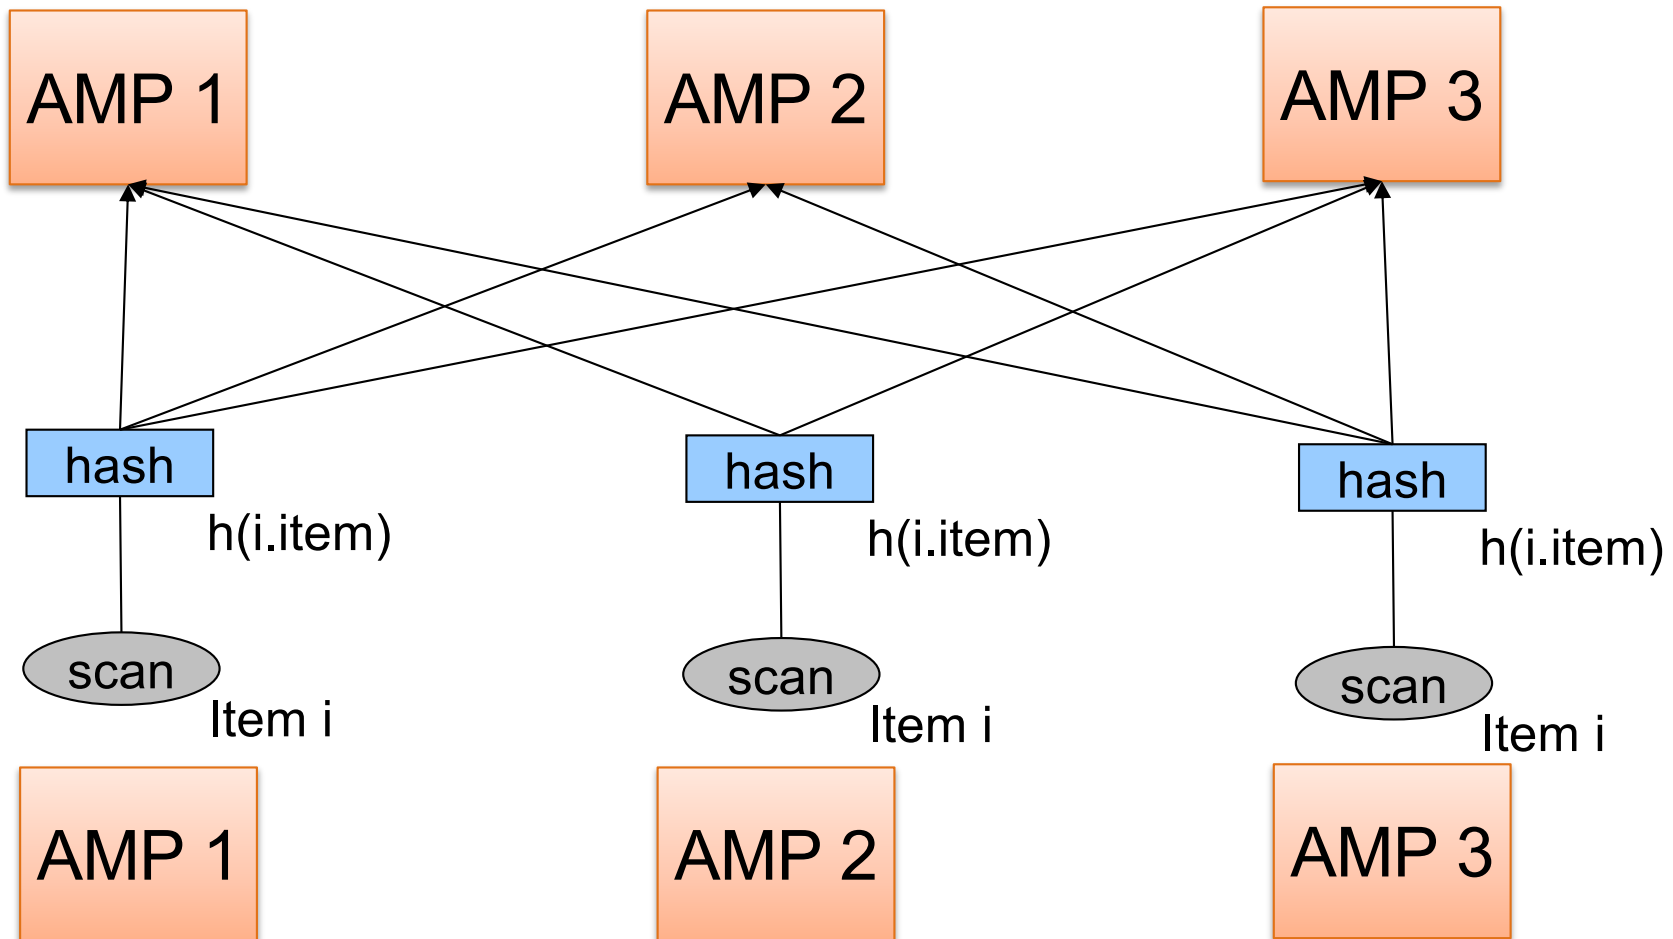 AMP 1
AMP 2
AMP 3
hash
hash
hash
h(i.item)
h(i.item)
h(i.item)
scan
scan
scan
Item i
Item i
Item i
AMP 1
AMP 2
AMP 3